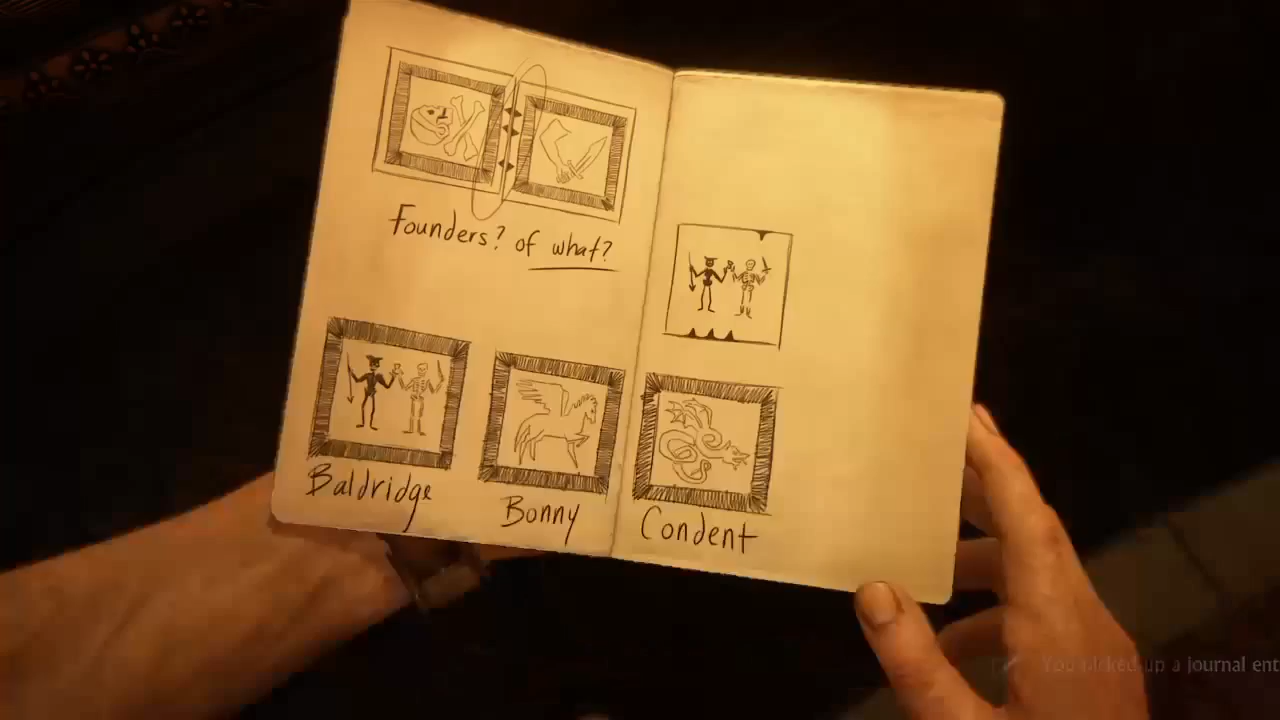 Founders? of what?
Baldridge
Bonny
Condent
You picked up a journal ent